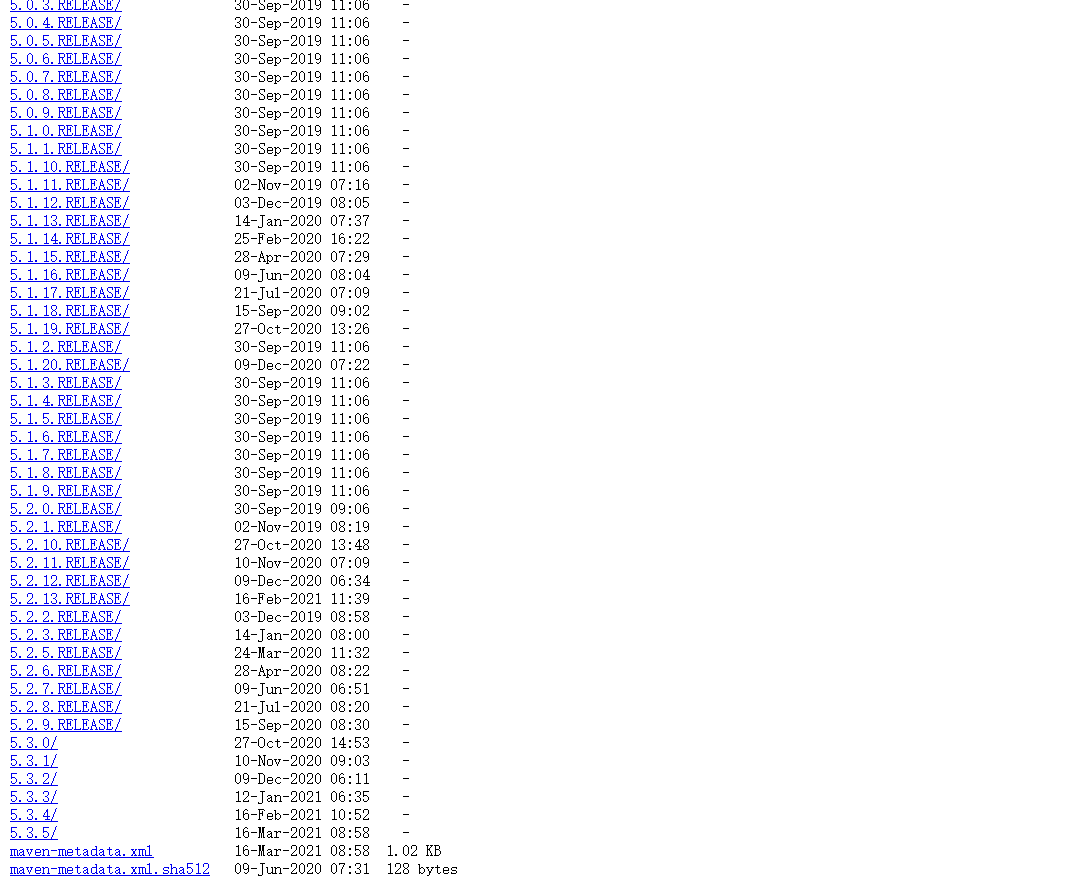 5.0.3.RELEASE/ 30-Sep-2019 11:06 -
5.0.4.RELEASE/ 30-Sep-2019 11:06 -
5.0.5.RELEASE/ 30-Sep-2019 11:06 -
5.0.6.RELEASE/ 30-Sep-2019 11:06 -
5.0.7.RELEASE/ 30-Sep-2019 11:06 -
5.0.8.RELEASE/ 30-Sep-2019 11:06 -
5.0.9.RELEASE/ 30-Sep-2019 11:06 -
5.1.0.RELEASE/ 30-Sep-2019 11:06 -
5.1.1.RELEASE/ 30-Sep-2019 11:06 -
5.1.10.RELEASE/ 30-Sep-2019 11:06 -
5.1.11.RELEASE/ 02-Nov-2019 07:16 -
5.1.12.RELEASE/ 03-Dec-2019 08:05 -
5.1.13.RELEASE/ 14-Jan-2020 07:37 -
5.1.14.RELEASE/ 25-Feb-2020 16:22 -
5.1.15.RELEASE/ 28-Apr-2020 07:29 -
5.1.16.RELEASE/ 09-Jun-2020 08:04 -
5.1.17.RELEASE/ 21-Jul-2020 07:09 -
5.1.18.RELEASE/ 15-Sep-2020 09:02 -
5.1.19.RELEASE/ 27-Oct-2020 13:26 -
5.1.2.RELEASE/ 30-Sep-2019 11:06 -
5.1.20.RELEASE/ 09-Dec-2020 07:22 -
5.1.3.RELEASE/ 30-Sep-2019 11:06 -
5.1.4.RELEASE/ 30-Sep-2019 11:06 -
5.1.5.RELEASE/ 30-Sep-2019 11:06 -
5.1.6.RELEASE/ 30-Sep-2019 11:06 -
5.1.7.RELEASE/ 30-Sep-2019 11:06 -
5.1.8.RELEASE/ 30-Sep-2019 11:06 -
5.1.9.RELEASE/ 30-Sep-2019 11:06 -
5.2.0.RELEASE/ 30-Sep-2019 09:06 -
5.2.1.RELEASE/ 02-Nov-2019 08:19 -
5.2.10.RELEASE/ 27-Oct-2020 13:48 -
5.2.11.RELEASE/ 10-Nov-2020 07:09 -
5.2.12.RELEASE/ 09-Dec-2020 06:34 -
5.2.13.RELEASE/ 16-Feb-2021 11:39 -
5.2.2.RELEASE/ 03-Dec-2019 08:58 -
5.2.3.RELEASE/ 14-Jan-2020 08:00 -
5.2.5.RELEASE/ 24-Mar-2020 11:32 -
5.2.6.RELEASE/ 28-Apr-2020 08:22 -
5.2.7.RELEASE/ 09-Jun-2020 06:51 -
5.2.8.RELEASE/ 21-Jul-2020 08:20 -
5.2.9.RELEASE/ 15-Sep-2020 08:30 -
5.3.0/ 27-Oct-2020 14:53 -
5.3.1/ 10-Nov-2020 09:03 -
5.3.2/ 09-Dec-2020 06:11 -
5.3.3/ 12-Jan-2021 06:35 -
5.3.4/ 16-Feb-2021 10:52 -
5.3.5/ 16-Mar-2021 08:58 -
maven-metadata.xml 16-Mar-2021 08:58 1.02 KB
maven-metadata.xml.sha512 09-Jun-2020 07:31 128 bytes